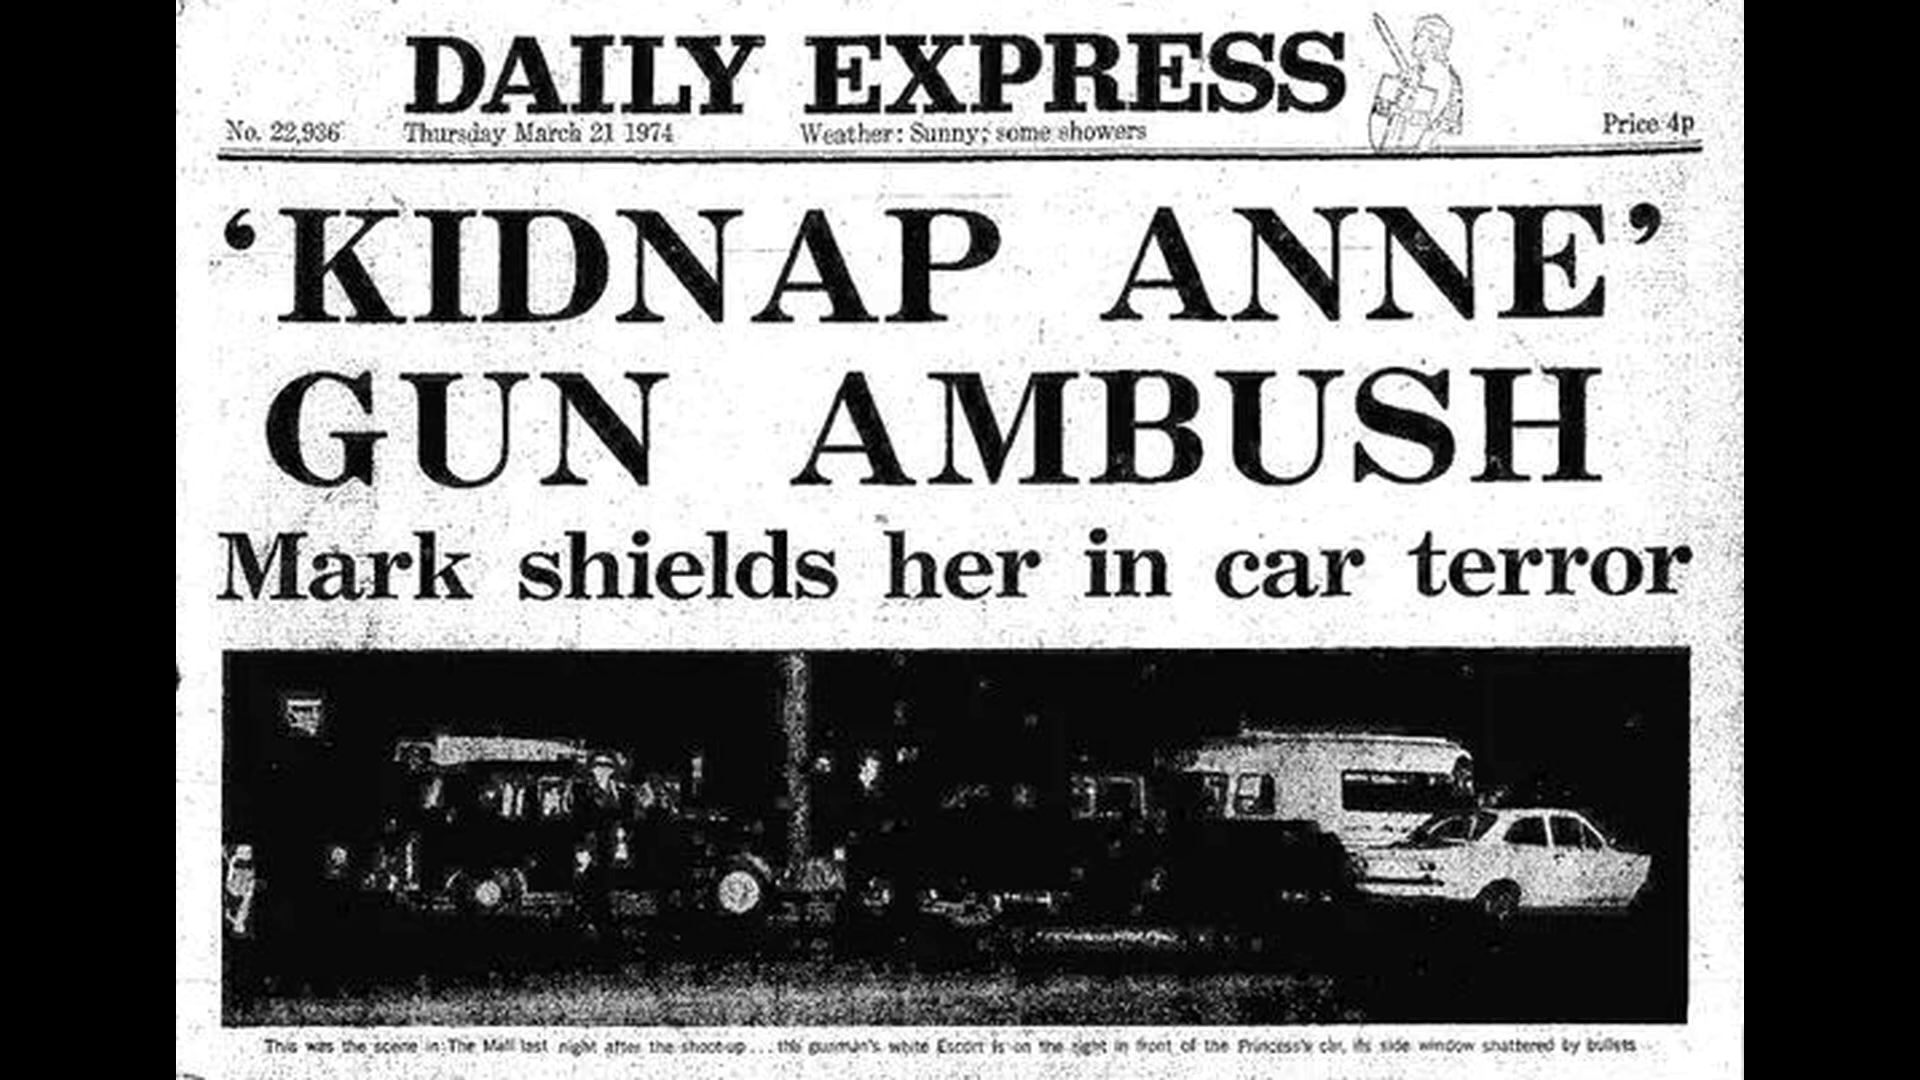 DAILY EXPRESS
No. 22,936 Thursday March 21 1974 Weather: Sunny; some showers Price 4p
‘KIDNAP ANNE’
GUN AMBUSH
Mark shields her in car terror
This was the scene in The Mall last night after the shoot-up... the gunman's white Escort is on the right in front of the Princess's car, its side window shattered by bullets